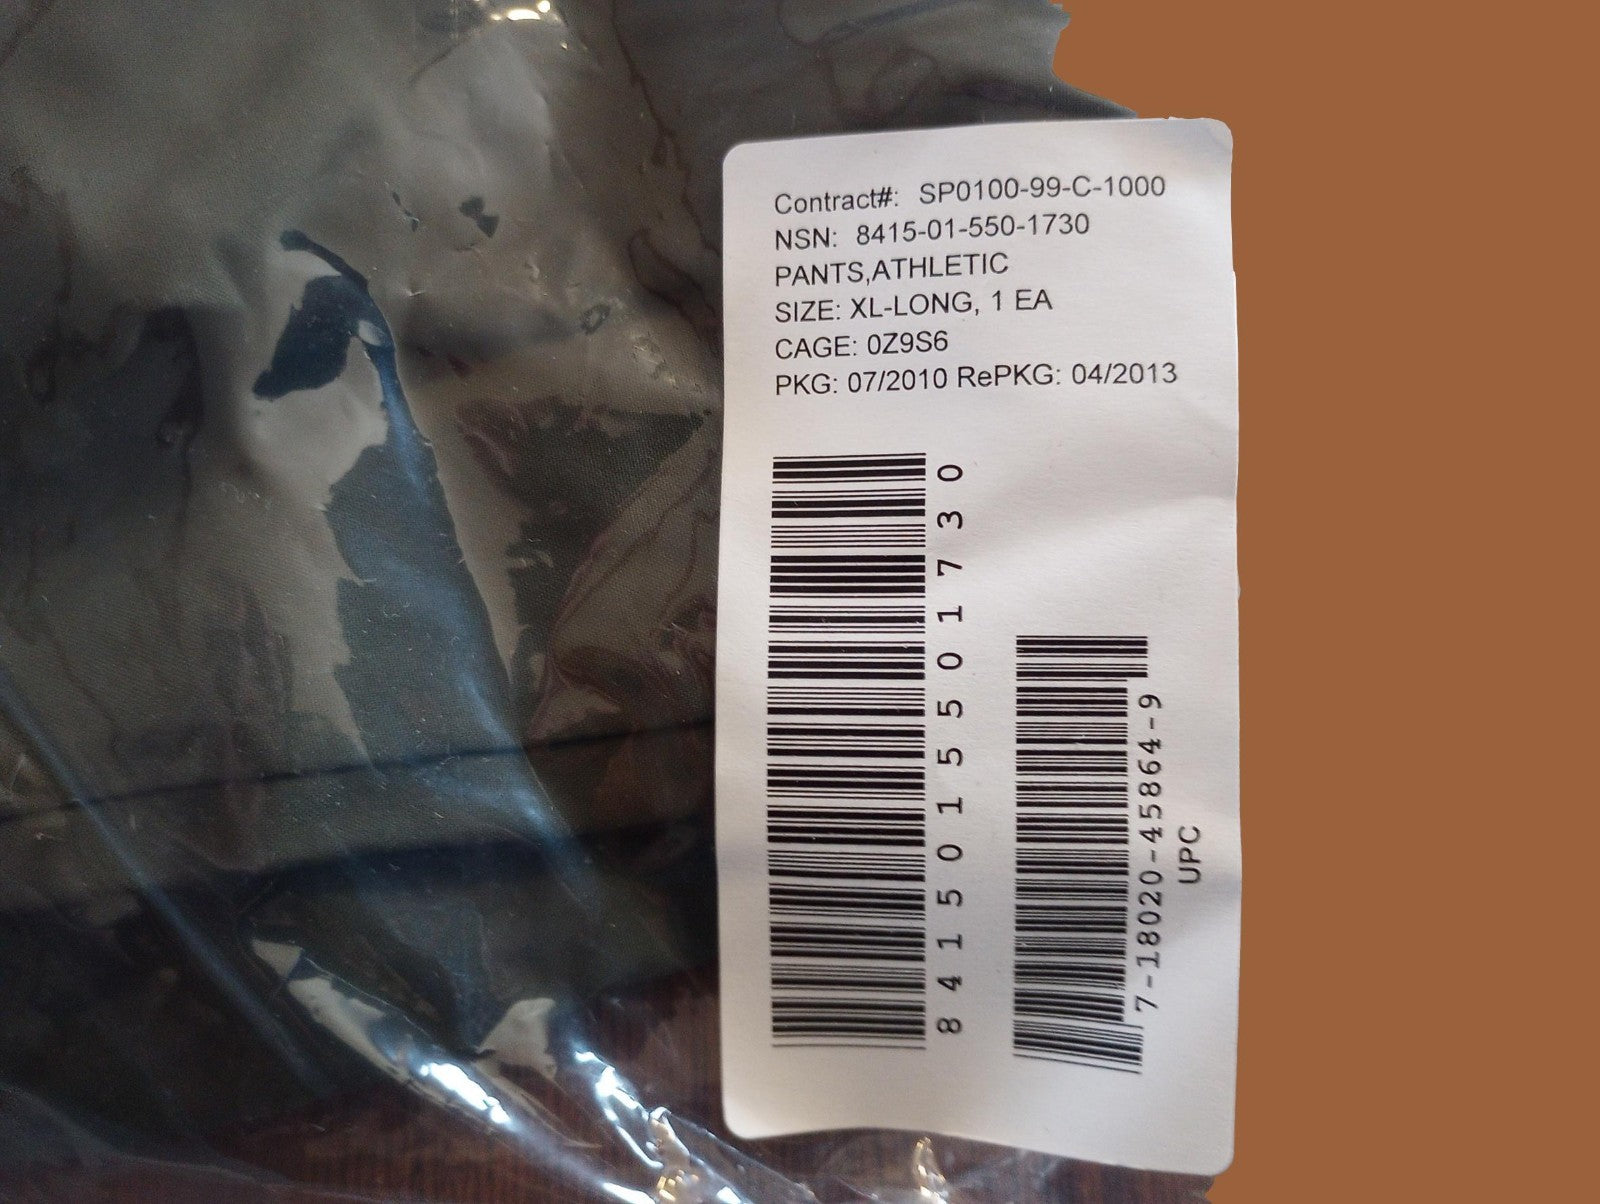 Contract#: SP0100-99-C-1000
NSN: 8415-01-550-1730
PANTS,ATHLETIC
SIZE: XL-LONG, 1 EA
CAGE: 0Z9S6
PKG: 07/2010 RePKG: 04/2013
8415015501730
7-18020-45864-9
UPC